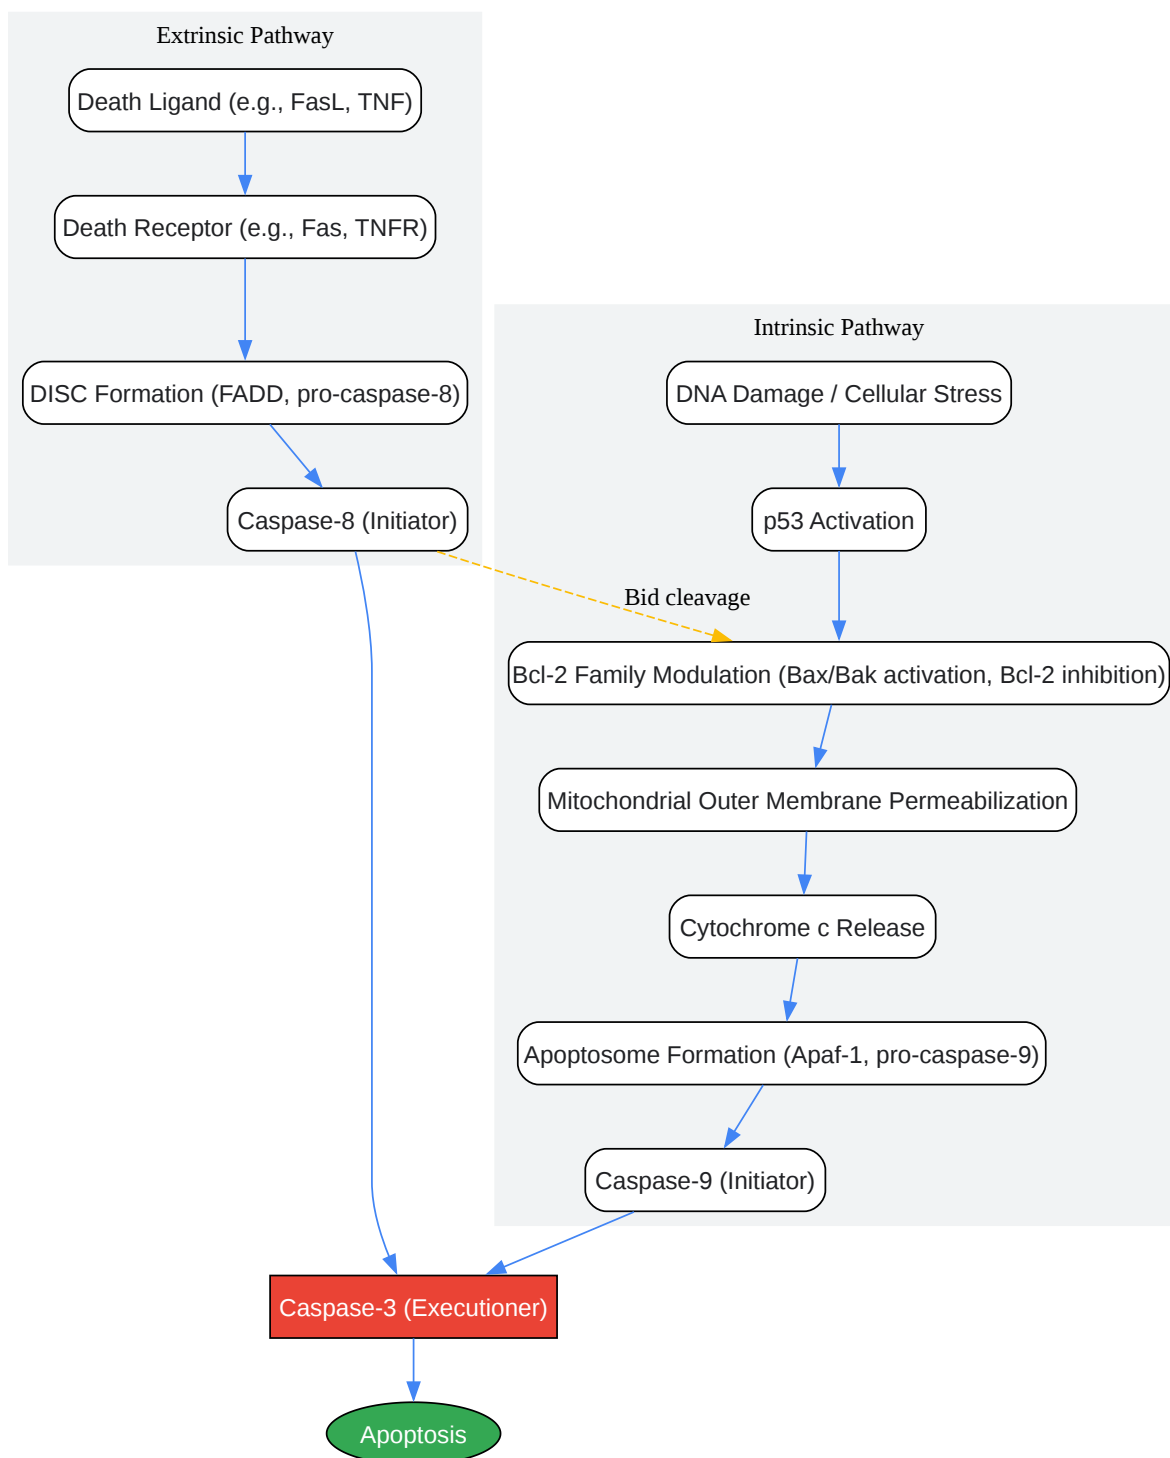 Extrinsic Pathway
Death Ligand (e.g., FasL, TNF)
Death Receptor (e.g., Fas, TNFR)
DISC Formation (FADD, pro-caspase-8)
Caspase-8 (Initiator)
Intrinsic Pathway
DNA Damage / Cellular Stress
p53 Activation
Bid cleavage
Bcl-2 Family Modulation (Bax/Bak activation, Bcl-2 inhibition)
Mitochondrial Outer Membrane Permeabilization
Cytochrome c Release
Apoptosome Formation (Apaf-1, pro-caspase-9)
Caspase-9 (Initiator)
Caspase-3 (Executioner)
Apoptosis